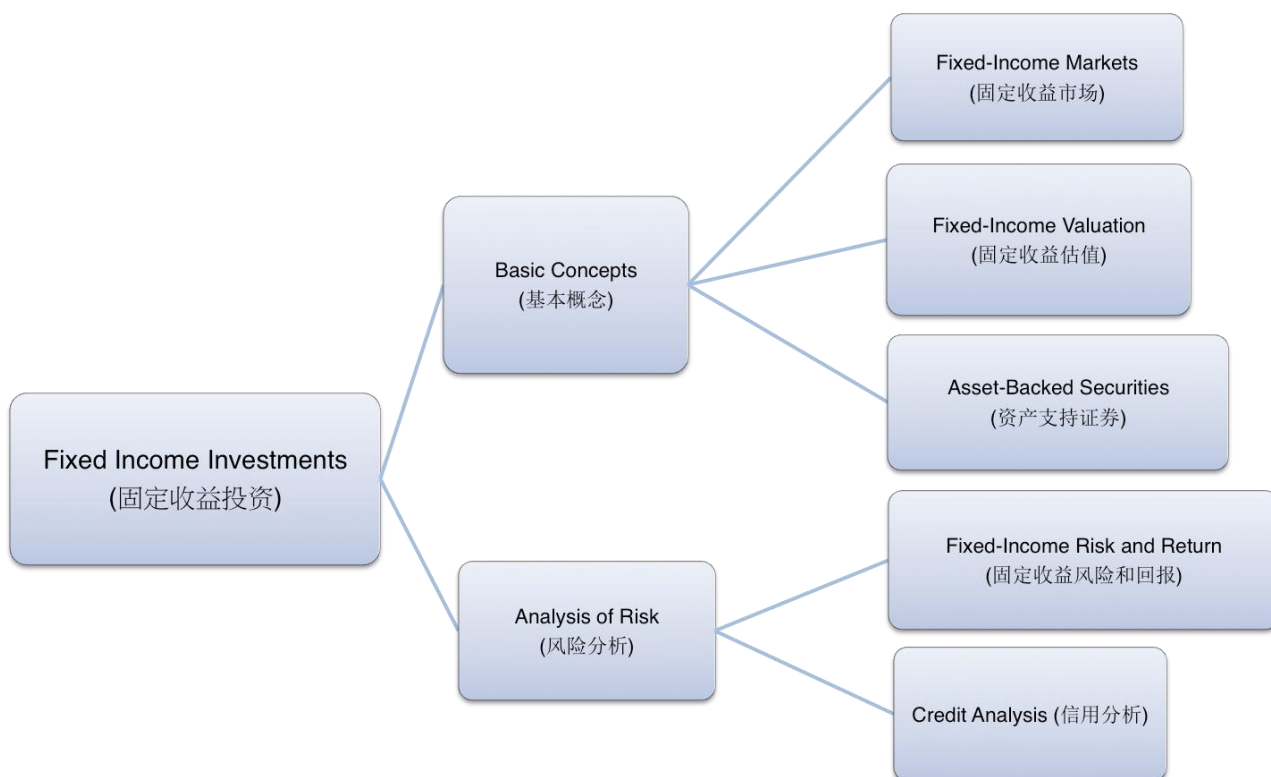 Fixed Income Investments
(固定收益投资)
Basic Concepts
(基本概念)
Fixed-Income Markets
(固定收益市场)
Fixed-Income Valuation
(固定收益估值)
Asset-Backed Securities
(资产支持证券)
Analysis of Risk
(风险分析)
Fixed-Income Risk and Return
(固定收益风险和回报)
Credit Analysis (信用分析)